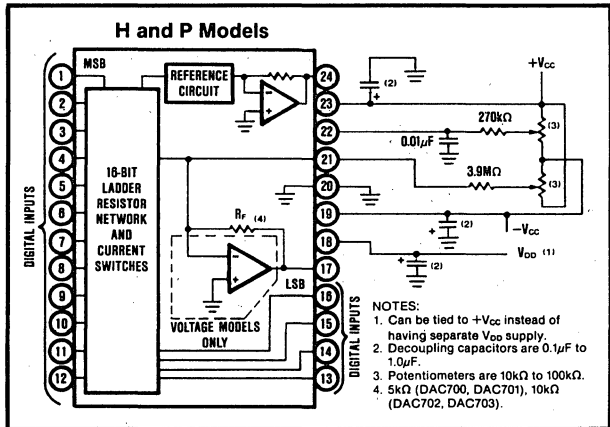 H and P Models
MSB
REFERENCE
CIRCUIT
16-BIT
LADDER
RESISTOR
NETWORK
AND
CURRENT
SWITCHES
DIGITAL INPUTS
1
2
3
4
5
6
7
8
9
10
11
12
−
+
RF (4)
−
+
VOLTAGE MODELS
ONLY
LSB
24
23
22
21
20
19
18
17
16
15
14
13
DIGITAL INPUTS
(2)
+
+VCC
270kΩ
(3)
0.01µF
3.9MΩ
(3)
+
(2)
−VCC
VDD (1)
+
(2)
NOTES:
1. Can be tied to +VCC instead of
having separate VDD supply.
2. Decoupling capacitors are 0.1µF to
1.0µF.
3. Potentiometers are 10kΩ to 100kΩ.
4. 5kΩ (DAC700, DAC701), 10kΩ
(DAC702, DAC703).